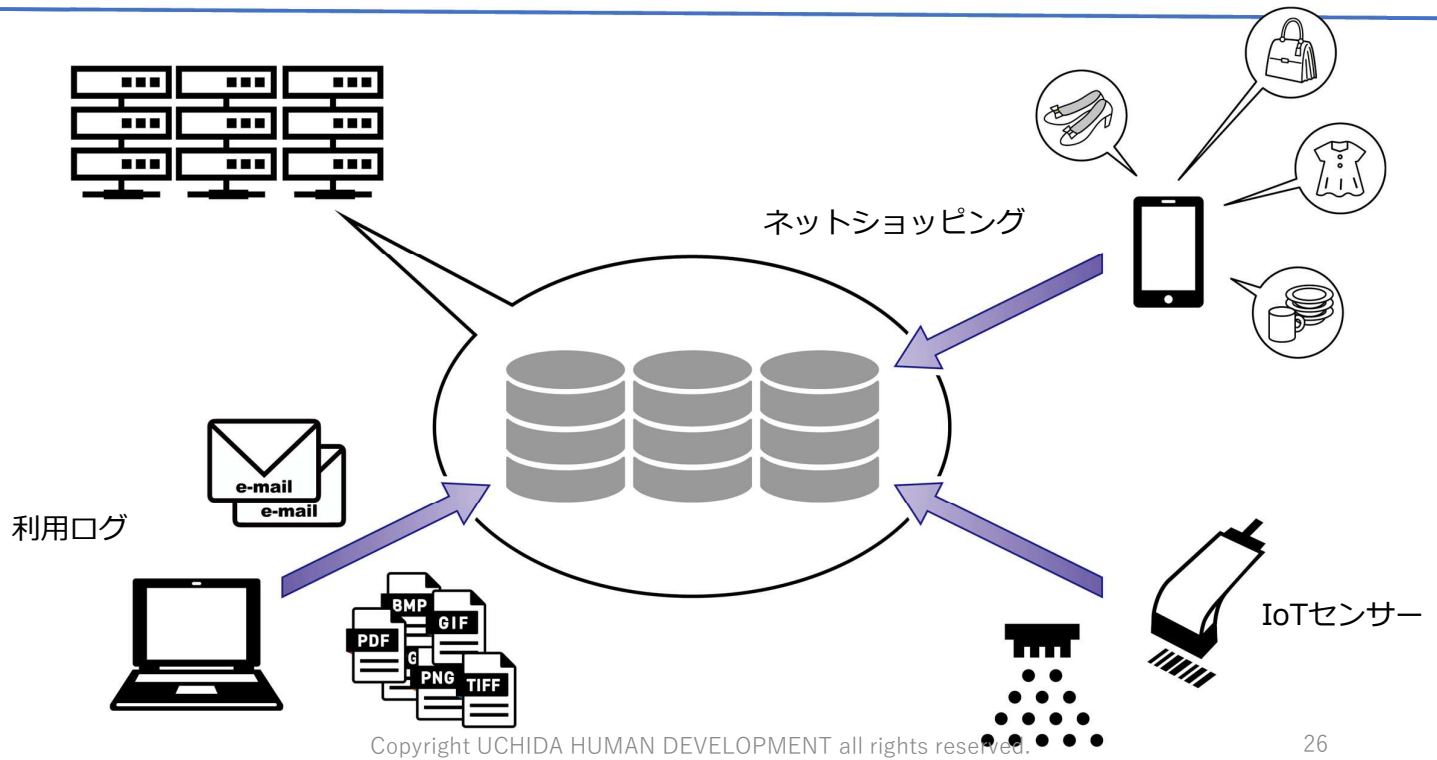 ネットショッピング
e-mail
e-mail
利用ログ
BMP
GIF
PDF
G
PNG
TIFF
IoTセンサー
Copyright UCHIDA HUMAN DEVELOPMENT all rights reserved.
26